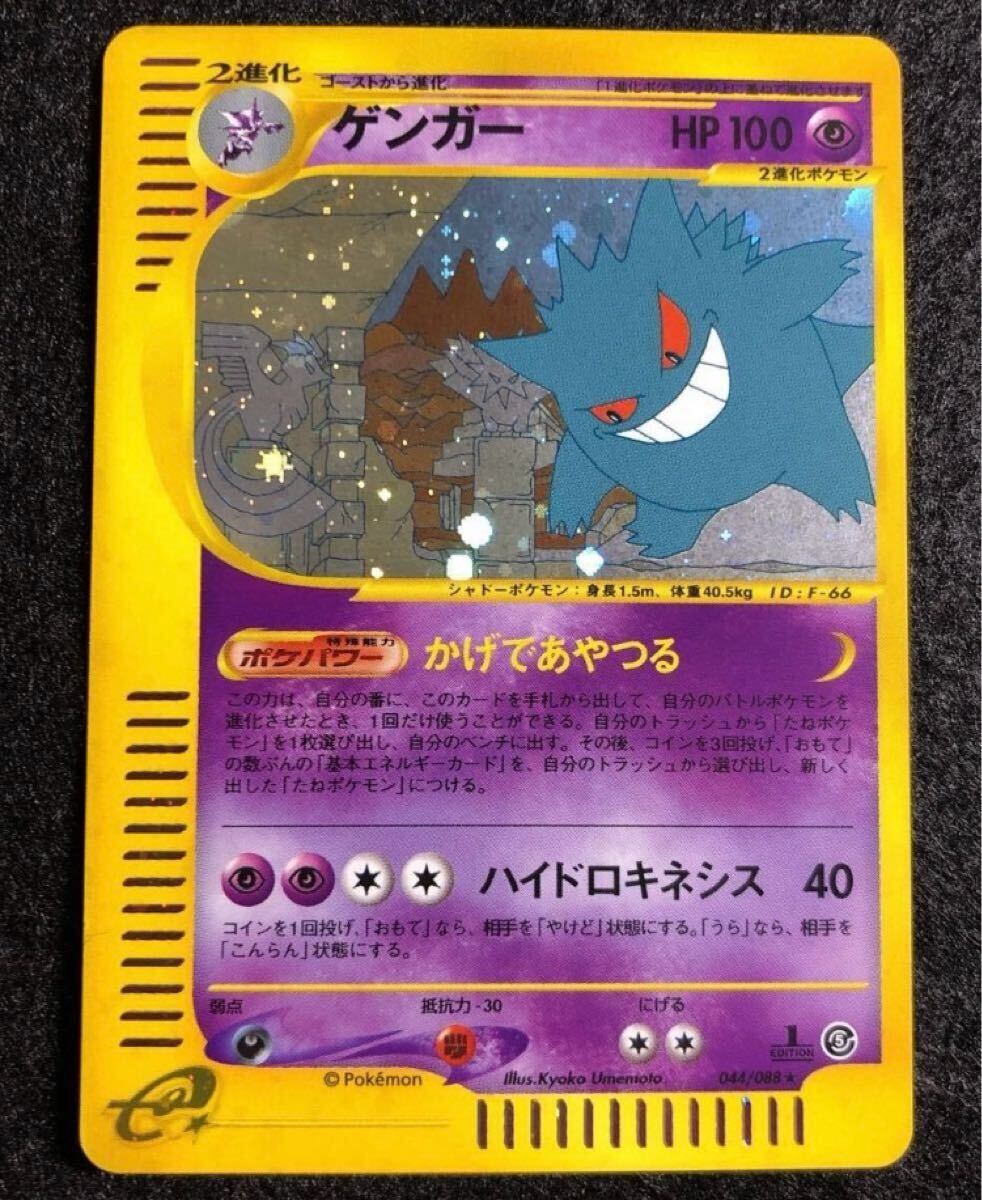 2進化
ゴーストから進化
「1進化ポケモン」の上に重ねて進化させます
ゲンガー HP 100
2進化ポケモン
シャドーポケモン：身長1.5m、体重40.5kg ID：F-66
特殊能力
ポケパワー かげであやつる
この力は、自分の番に、このカードを手札から出して、自分のバトルポケモンを
進化させたとき、1回だけ使うことができる。自分のトラッシュから「たねポケ
モン」を1枚選び出し、自分のベンチに出す。その後、コインを3回投げ、「おもて」
の数ぶんの「基本エネルギーカード」を、自分のトラッシュから選び出し、新しく
出した「たねポケモン」につける。
ハイドロキネシス 40
コインを1回投げ、「おもて」なら、相手を「やけど」状態にする。「うら」なら、相手を
「こんらん」状態にする。
弱点 抵抗力 -30 にげる
1
EDITION
5
©Pokémon Illus.Kyoko Umemoto 044/088 ★
e